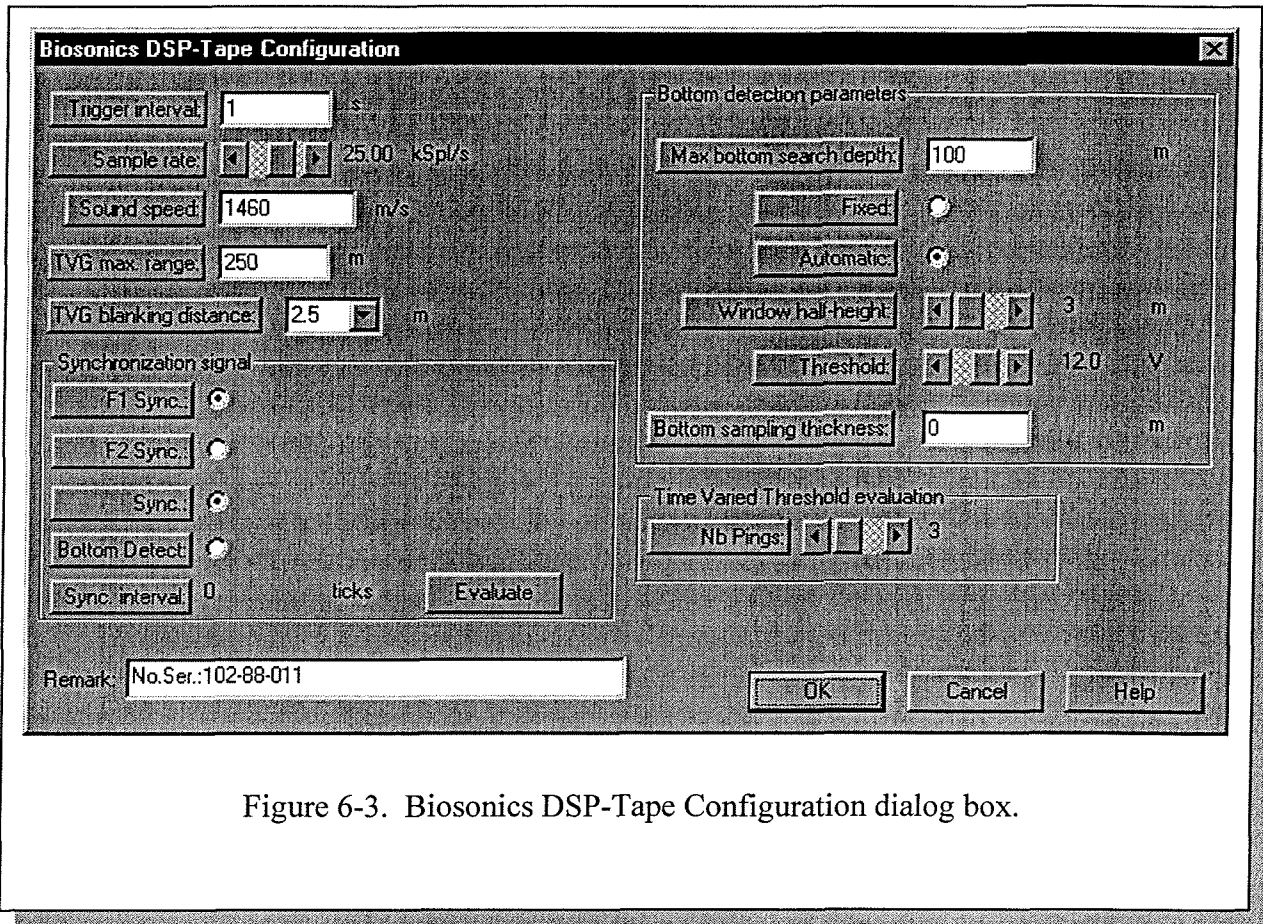 Biosonics DSP-Tape Configuration
Trigger interval: 1 s
Sample rate: 25.00 kSpl/s
Sound speed: 1460 m/s
TVG max. range: 250 m
TVG blanking distance: 2.5 m
Synchronization signal
F1 Sync.:
F2 Sync.:
Sync.:
Bottom Detect:
Sync. interval: 0 ticks Evaluate
Remark: No.Ser.:102-88-011
Bottom detection parameters
Max bottom search depth: 100 m
Fixed:
Automatic:
Window half-height: 3 m
Threshold: 12.0 V
Bottom sampling thickness: 0 m
Time Varied Threshold evaluation
Nb Pings: 3
OK Cancel Help
Figure 6-3. Biosonics DSP-Tape Configuration dialog box.